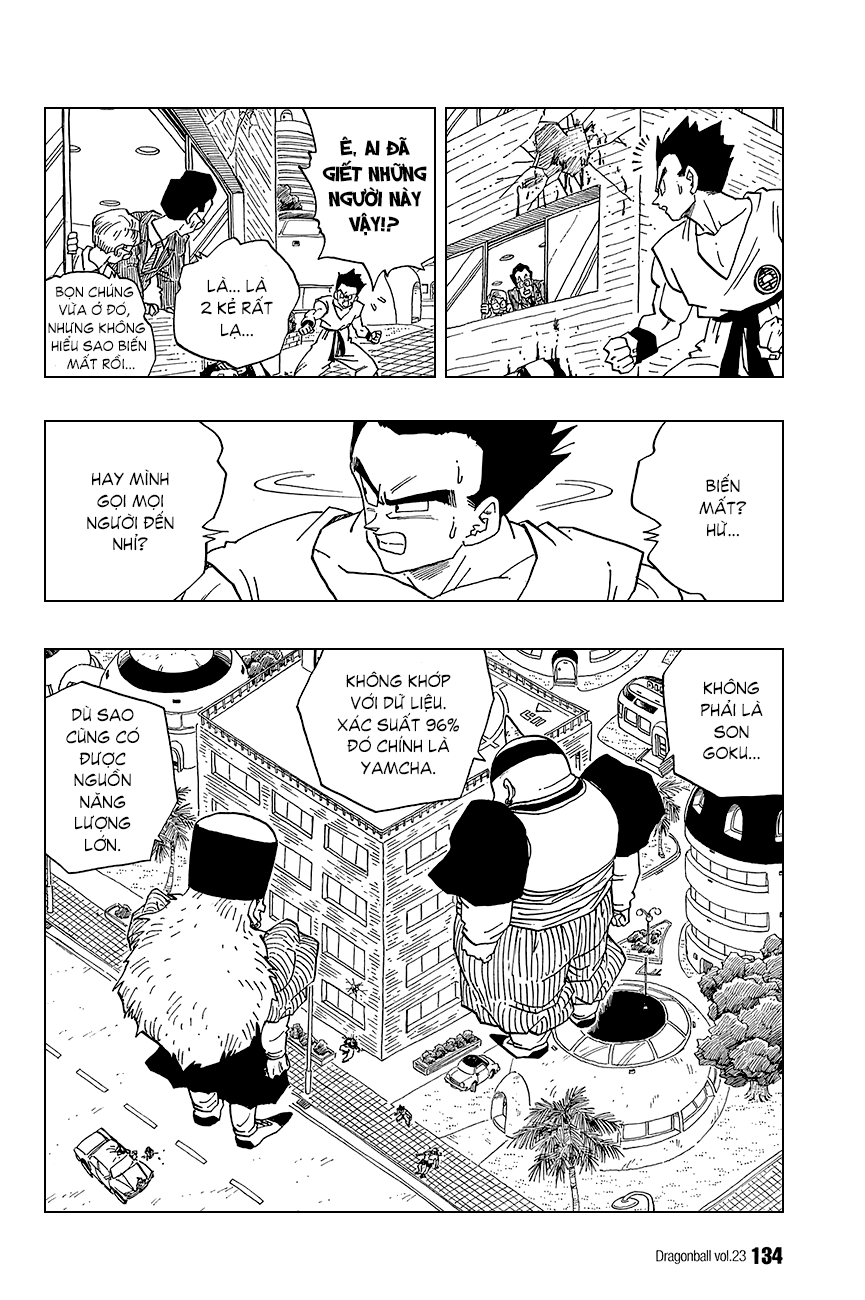 Ê, AI ĐÃ
GIẾT NHỮNG
NGƯỜI NÀY
VẬY!?
LÀ... LÀ
2 KẺ RẤT
LẠ...
BỌN CHÚNG
VỪA Ở ĐÓ,
NHƯNG KHÔNG
HIỂU SAO BIẾN
MẤT RỒI...
BIẾN
MẤT?
HỪ...
HAY MÌNH
GỌI MỌI
NGƯỜI ĐẾN
NHỈ?
KHÔNG
PHẢI LÀ
SON
GOKU...
KHÔNG KHỚP
VỚI DỮ LIỆU.
XÁC SUẤT 96%
ĐÓ CHÍNH LÀ
YAMCHA.
DÙ SAO
CŨNG CÓ
ĐƯỢC
NGUỒN
NĂNG
LƯỢNG
LỚN.
Dragonball vol.23 134